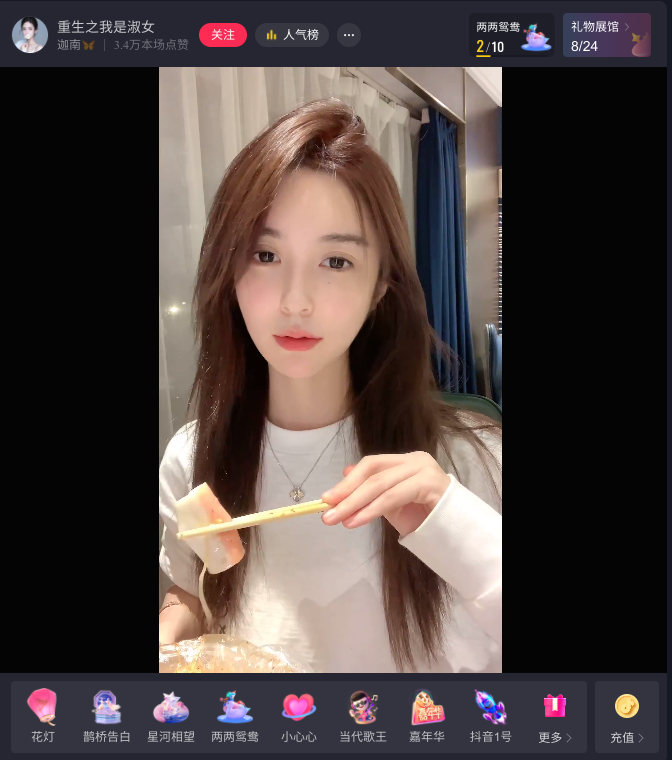 重生之我是淑女
迦南
3.4万本场点赞
关注
人气榜
两两鸳鸯
2/10
礼物展馆
8/24
花灯
鹊桥告白
星河相望
两两鸳鸯
小心心
当代歌王
嘉年华
嘉年华
抖音1号
更多
充值